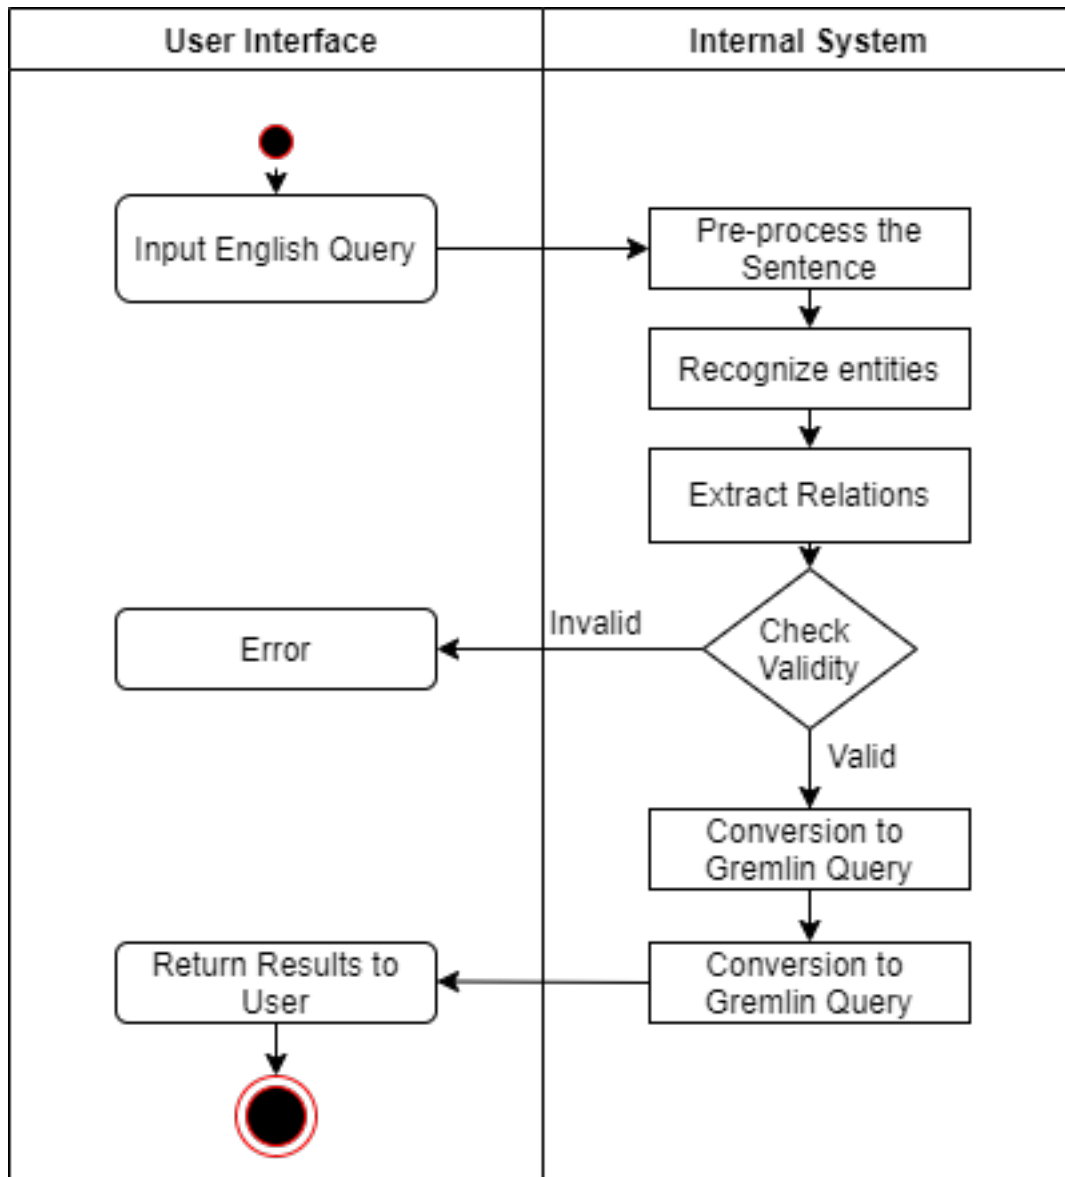 User Interface
Internal System
Input English Query
Pre-process the
Sentence
Recognize entities
Extract Relations
Error
Invalid
Check
Validity
Valid
Conversion to
Gremlin Query
Return Results to
User
Conversion to
Gremlin Query